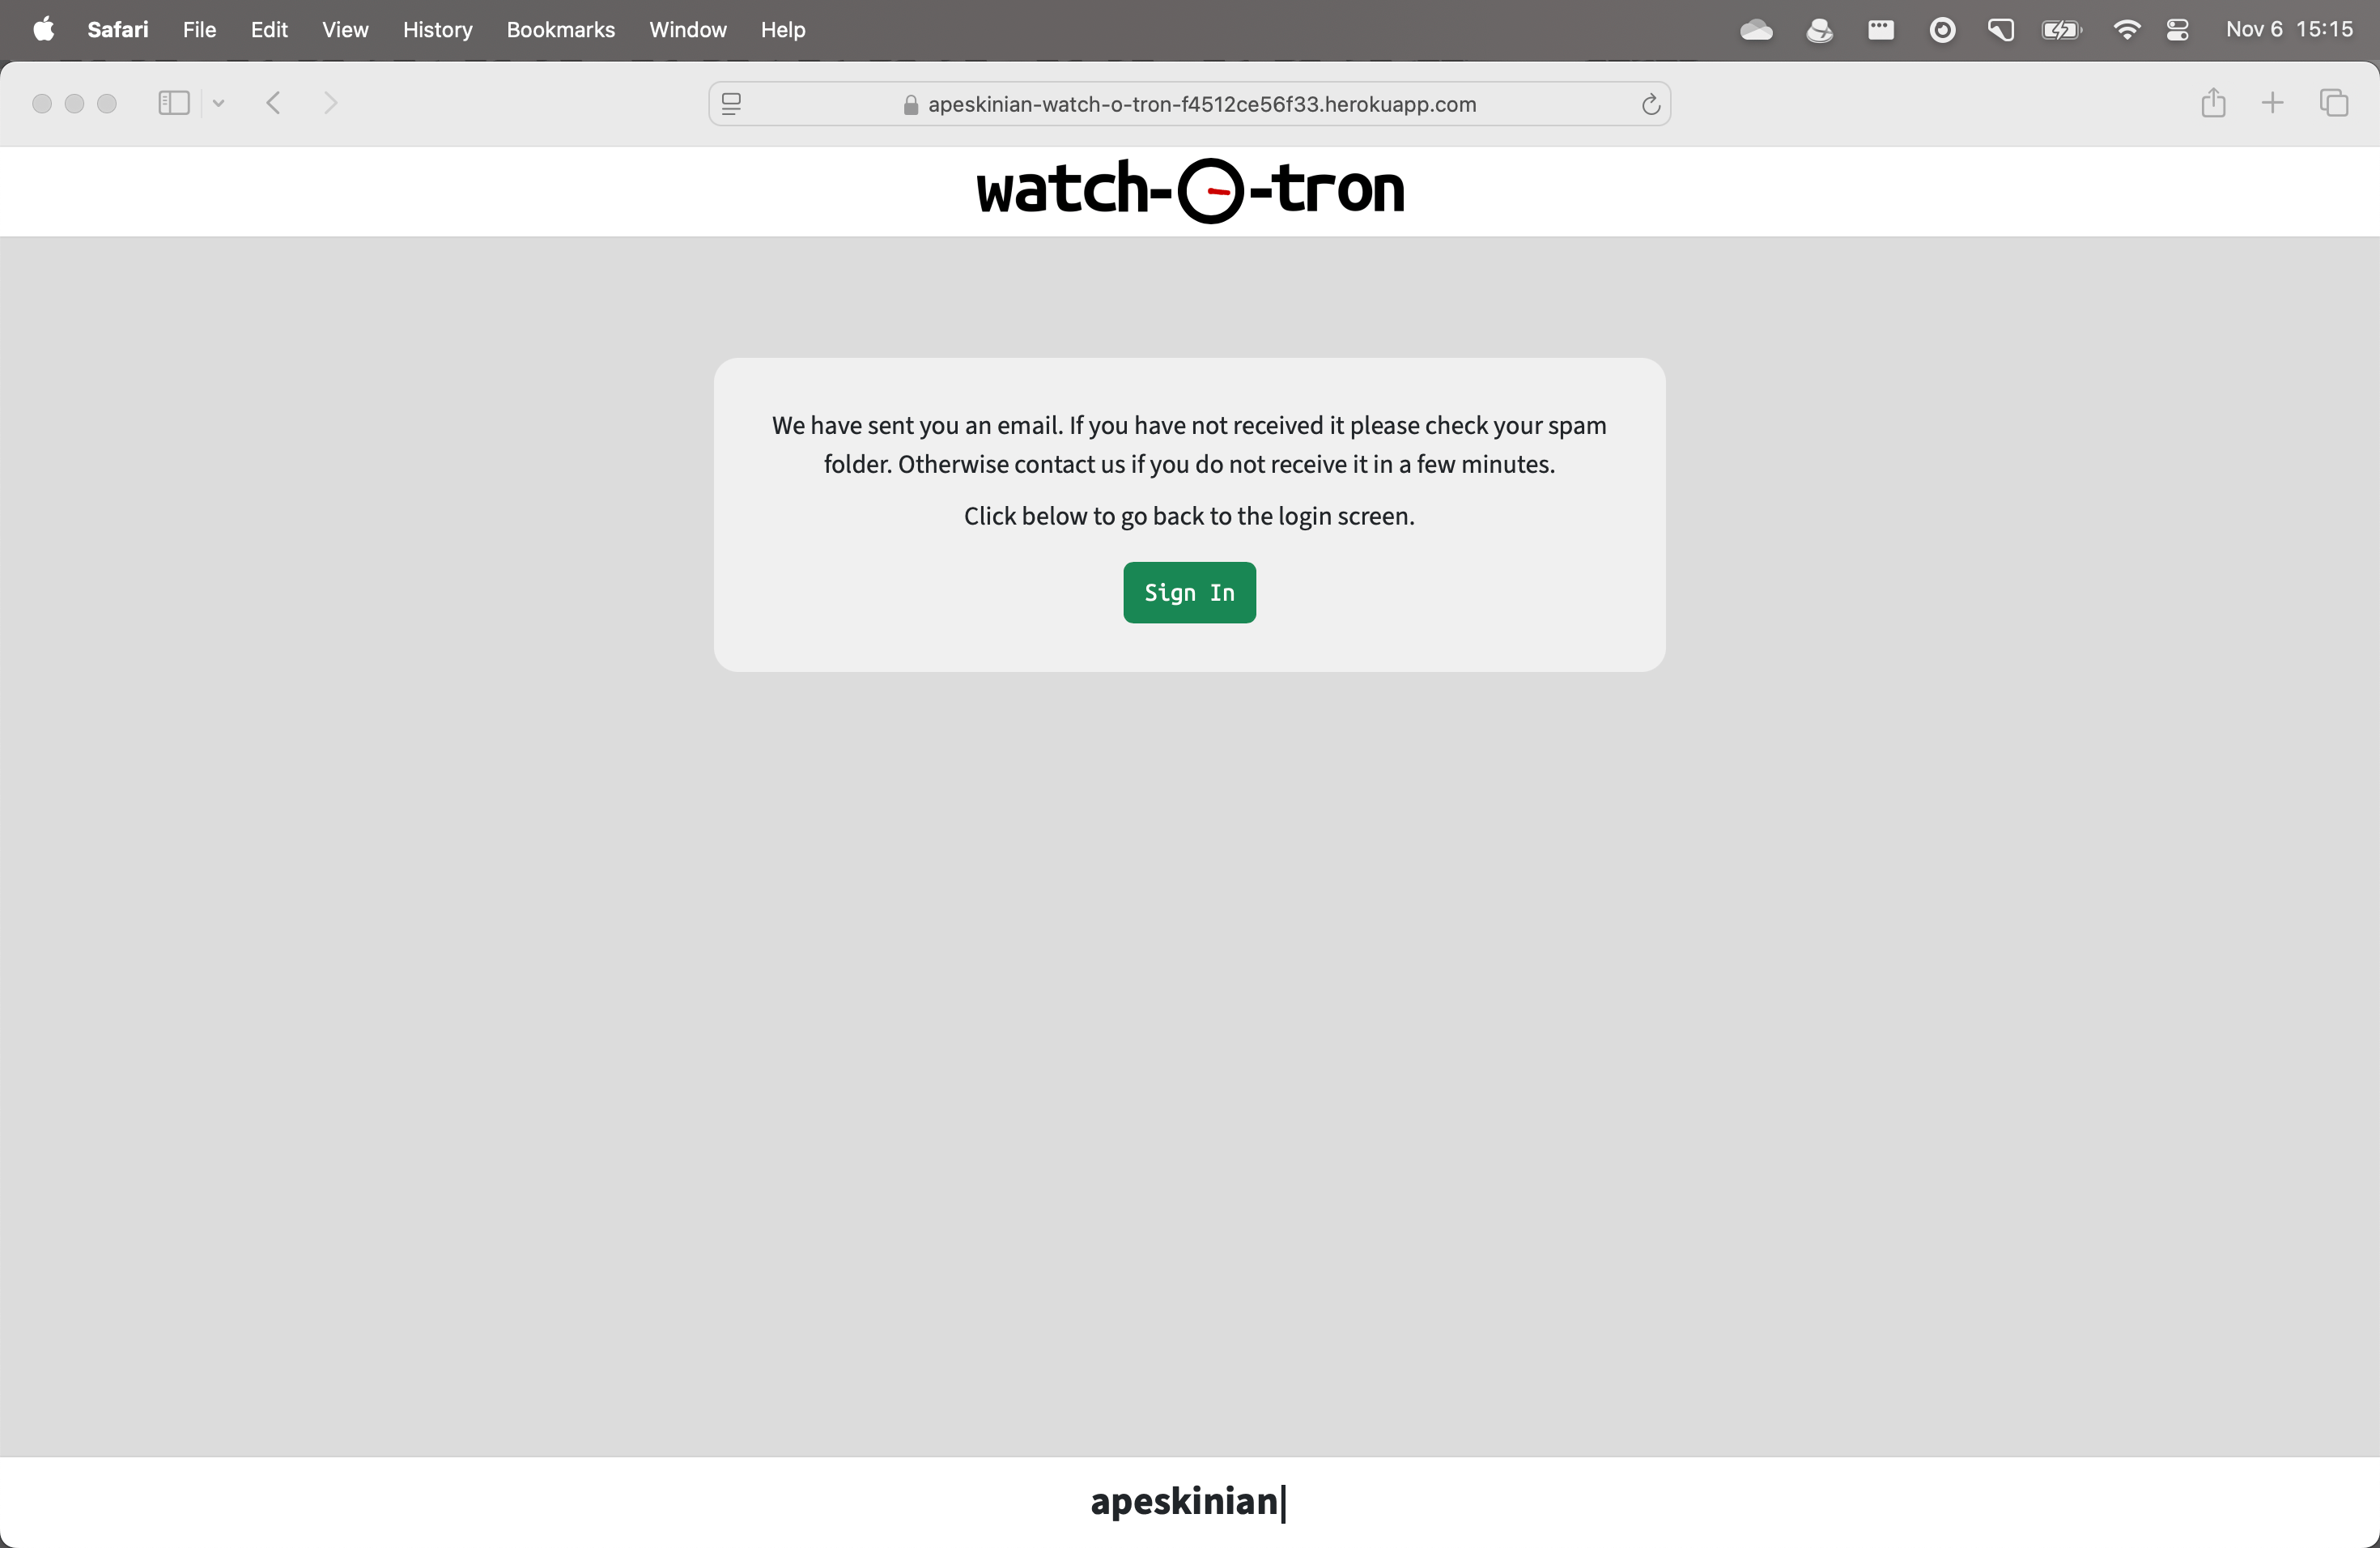 Safari File Edit View History Bookmarks Window Help Nov 6 15:15
apeskinian-watch-o-tron-f4512ce56f33.herokuapp.com
watch-o-tron
We have sent you an email. If you have not received it please check your spam
folder. Otherwise contact us if you do not receive it in a few minutes.
Click below to go back to the login screen.
Sign In
apeskinian|